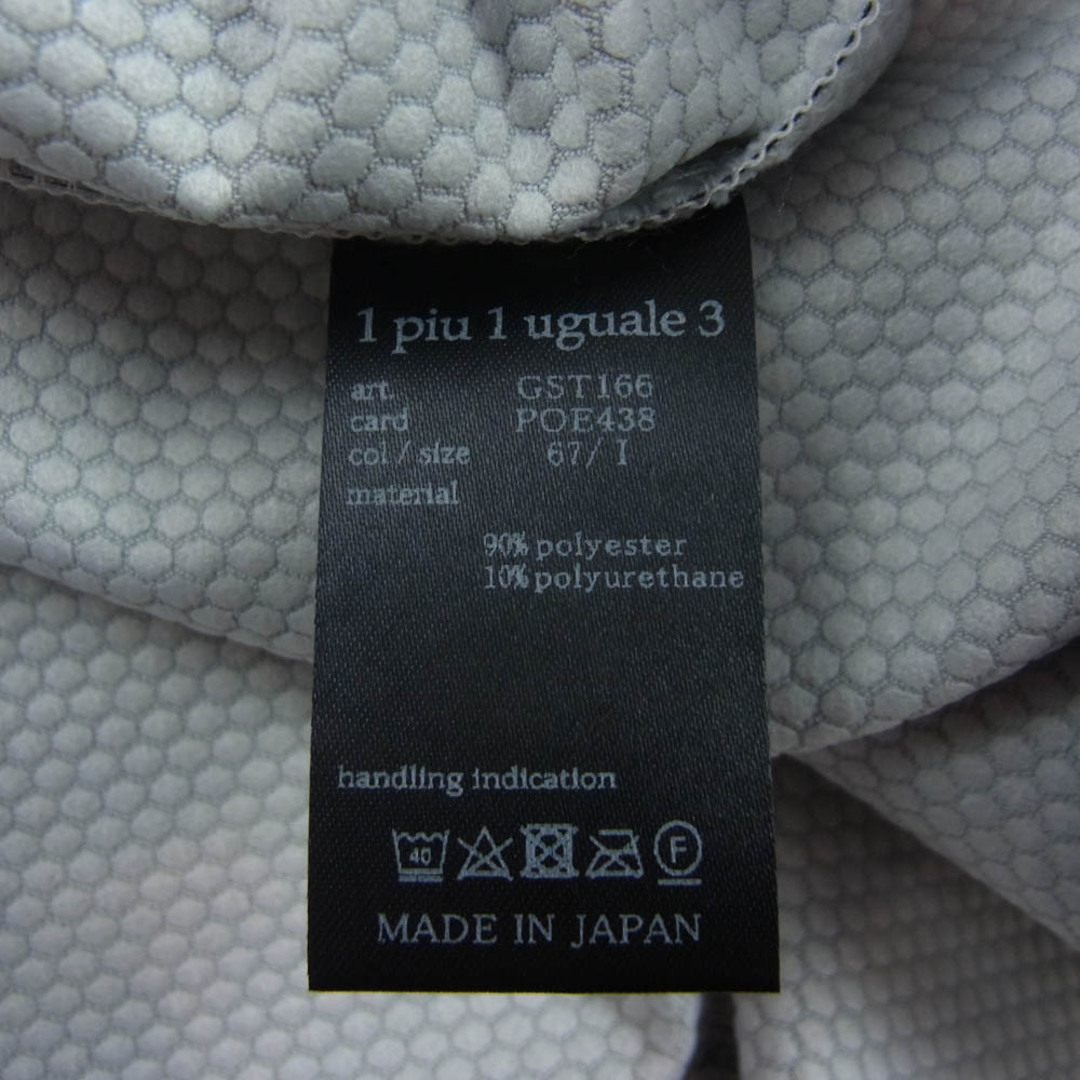 1 piu 1 uguale 3
art. GST166
card POE438
col / size 67/ I
material
90% polyester
10% polyurethane
handling indication
40 F
MADE IN JAPAN